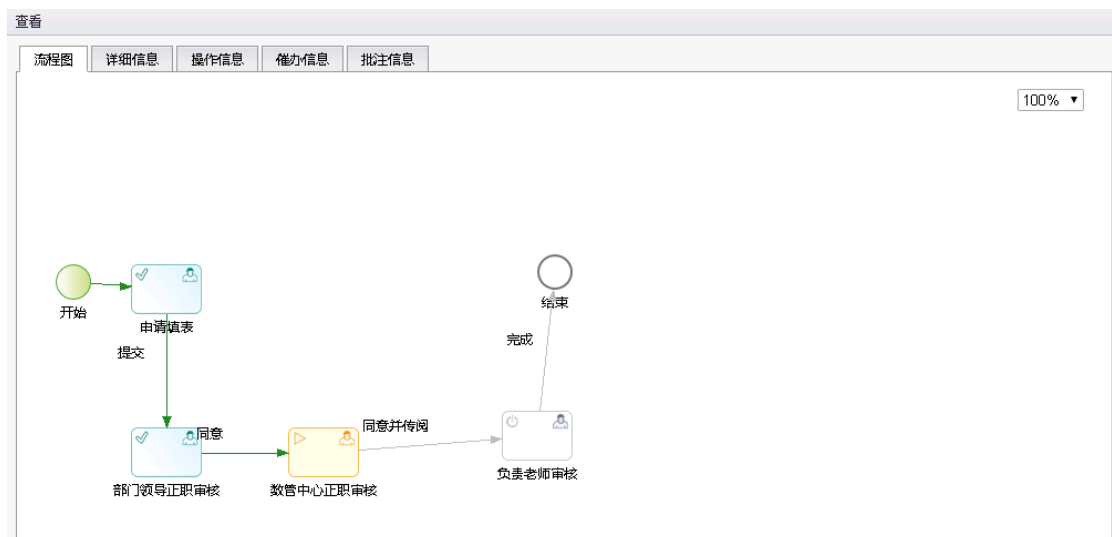 查看
流程图 详细信息 操作信息 催办信息 批注信息
100%
开始
申请填表
结束
提交
完成
同意
同意并传阅
部门领导正职审核
数管中心正职审核
负责老师审核